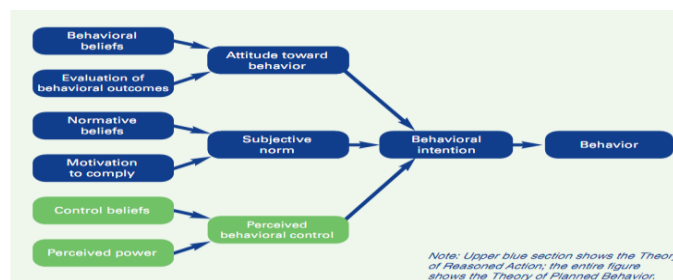 Behavioral
beliefs
Evaluation of
behavioral outcomes
Attitude toward
behavior
Normative
beliefs
Motivation
to comply
Subjective
norm
Behavioral
intention
Behavior
Control beliefs
Perceived power
Perceived
behavioral control
Note: Upper blue section shows the Theor
of Reasoned Action; the entire figure
shows the Theory of Planned Behavior.